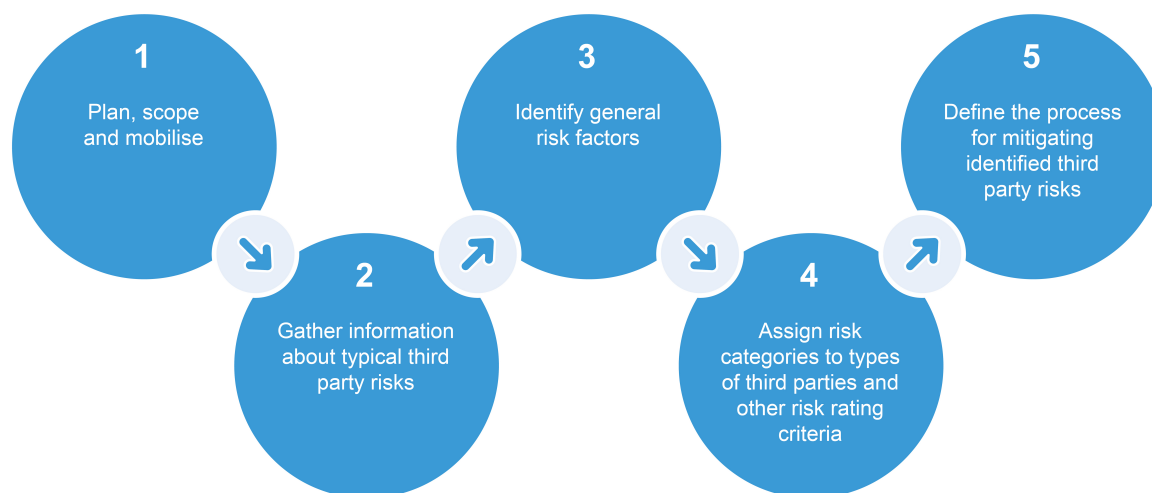 1
Plan, scope
and mobilise
2
Gather information
about typical third
party risks
3
Identify general
risk factors
4
Assign risk
categories to types
of third parties and
other risk rating
criteria
5
Define the process
for mitigating
identified third
party risks